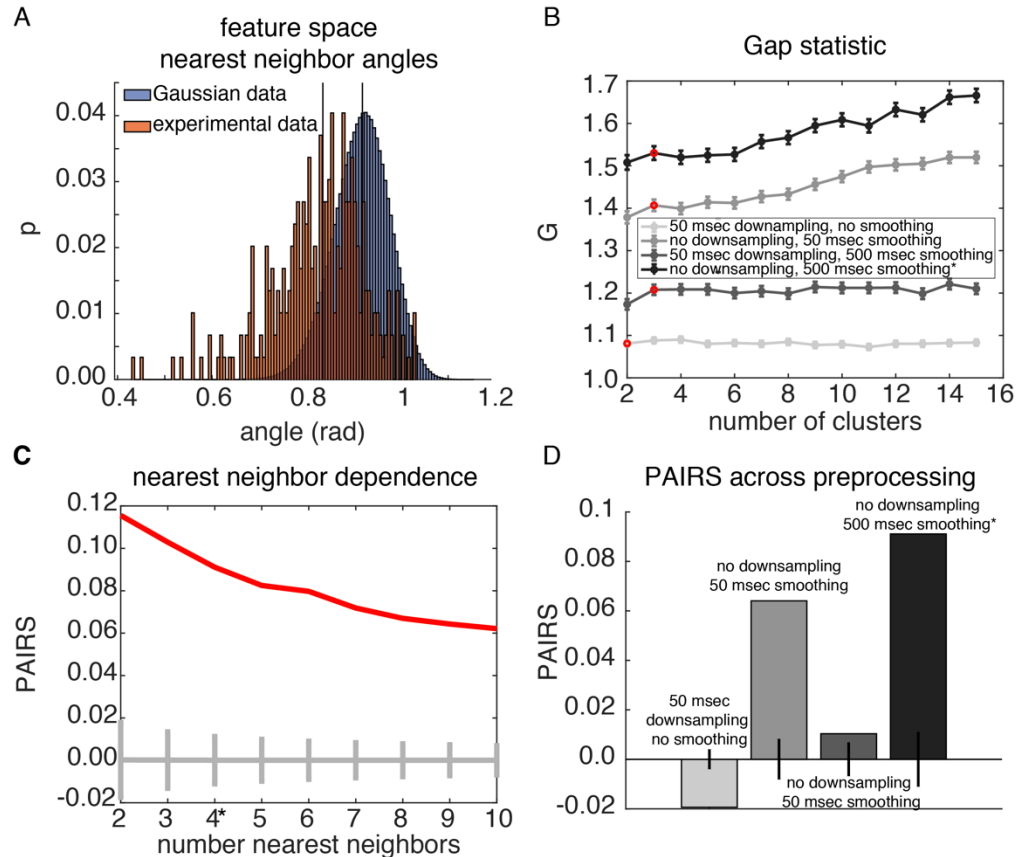 A
feature space
nearest neighbor angles
Gaussian data
experimental data
0.04
0.03
0.02
0.01
0.00
p
0.4
0.6
0.8
1
1.2
angle (rad)
B
Gap statistic
1.7
1.6
1.5
1.4
1.3
1.2
1.1
1.0
G
50 msec downsampling, no smoothing
no downsampling, 50 msec smoothing
50 msec downsampling, 500 msec smoothing
no downsampling, 500 msec smoothing*
2
4
6
8
10
12
14
16
number of clusters
C
nearest neighbor dependence
0.12
0.10
0.08
0.06
0.04
0.02
0.00
-0.02
PAIRS
2
3
4*
5
6
7
8
9
10
number nearest neighbors
D
PAIRS across preprocessing
0.1
0.08
0.06
0.04
0.02
0.0
-0.02
PAIRS
50 msec
downsampling
no smoothing
no downsampling
50 msec smoothing
no downsampling
50 msec smoothing
no downsampling
500 msec smoothing*